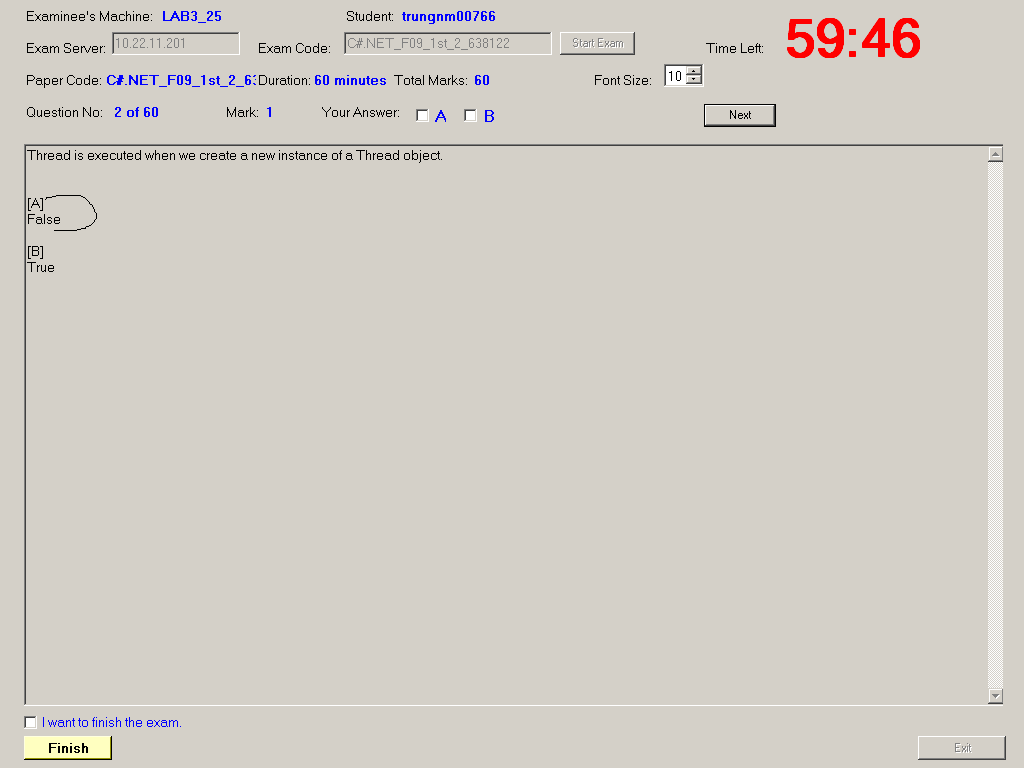 Examinee's Machine: LAB3_25 Student: trungnm00766
59:46
Exam Server: 10.22.11.201 Exam Code: C#.NET_F09_1st_2_638122 Start Exam Time Left:
Paper Code: C#.NET_F09_1st_2_6 Duration: 60 minutes Total Marks: 60 Font Size: 10
Question No: 2 of 60 Mark: 1 Your Answer: A B Next
Thread is executed when we create a new instance of a Thread object.
[A]
False
[B]
True
I want to finish the exam.
Finish Exit